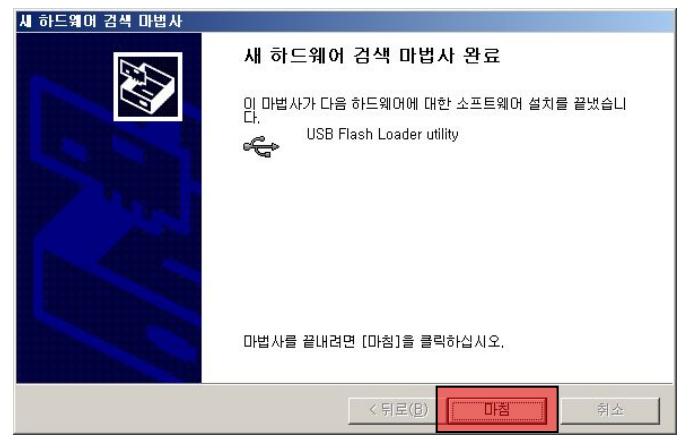 새 하드웨어 검색 마법사
새 하드웨어 검색 마법사 완료
이 마법사가 다음 하드웨어에 대한 소프트웨어 설치를 끝냈습니
다.
USB Flash Loader utility
마법사를 끝내려면 [마침]을 클릭하십시오.
< 뒤로(B)
마침
취소